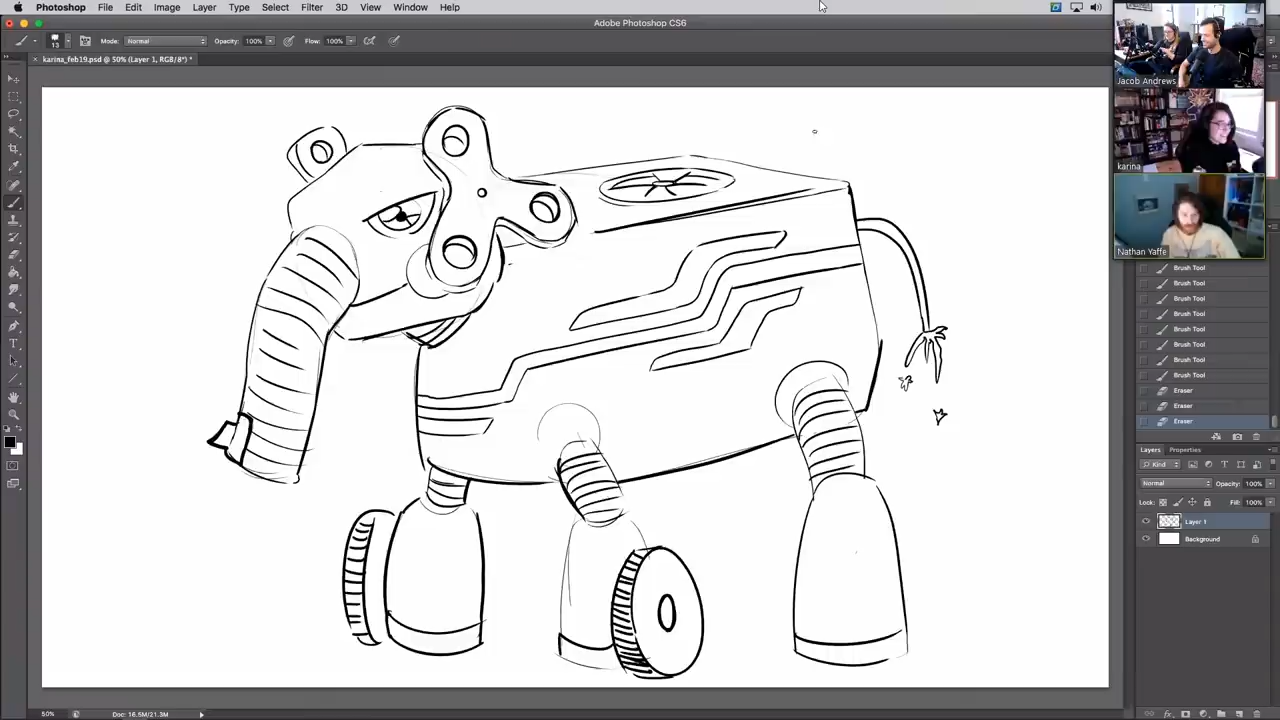 Photoshop File Edit Image Layer Type Select Filter 3D View Window Help
Adobe Photoshop CS6
13 Mode: Normal Opacity: 100% Flow: 100%
karina_feb19.psd @ 50% (Layer 1, RGB/8*) *
Jacob Andrews
karina
Nathan Yaffe
Brush Tool
Brush Tool
Brush Tool
Brush Tool
Brush Tool
Brush Tool
Brush Tool
Brush Tool
Eraser
Eraser
Eraser
Layers Properties
Kind
Normal Opacity: 100%
Lock: Fill: 100%
Layer 1
Background
50% Doc: 16.5M/21.3M